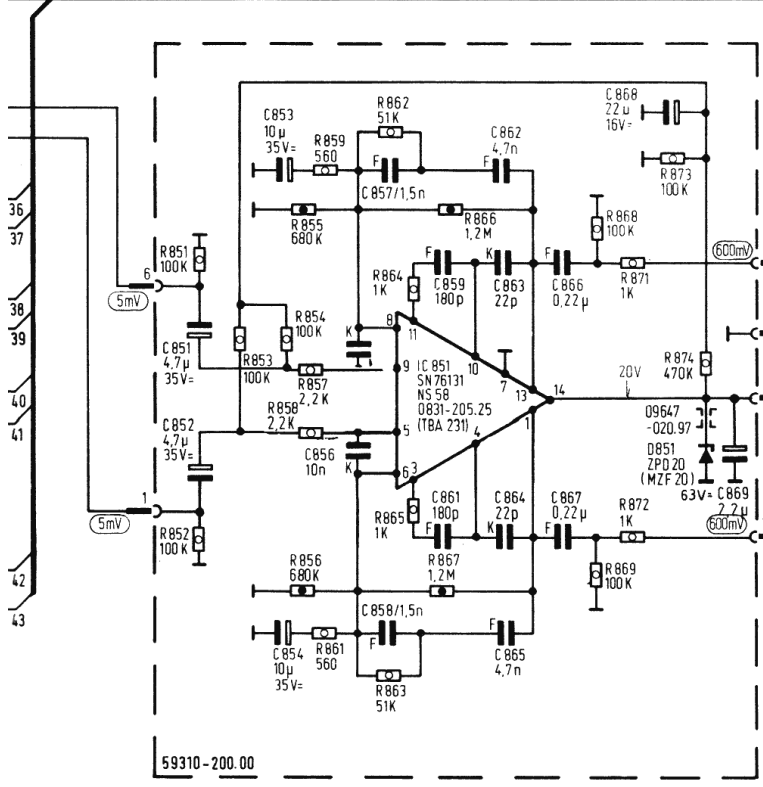 36
37
38
39
40
41
42
43
C853
10µ
35V=
R859
560
R862
51K
F
C857/1,5n
C862
4,7n
F
C868
22µ
16V=
R873
100K
R855
680K
R866
1,2M
R868
100K
600mV
R851
100K
6
5mV
R864
1K
F
C859
180p
K
C863
22p
F
C866
0,22µ
R871
1K
R854
100K
C851
4,7µ
35V=
R853
100K
R857
2,2K
K
8
11
9
IC851
SN76131
NS58
0831-205.25
(TBA 231)
10
7
13
14
1
20V
R874
470K
C852
4,7µ
35V=
R858
2,2K
C856
10n
K
5
6
3
4
09647
-020.97
D851
ZPD20
(MZF20)
63V=
C869
2,2µ
600mV
1
5mV
R852
100K
R865
1K
C861
180p
F
C864
22p
K
C867
0,22µ
F
R872
1K
R856
680K
R867
1,2M
R869
100K
C858/1,5n
F
C854
10µ
35V=
R861
560
R863
51K
F
C865
4,7n
59310-200.00